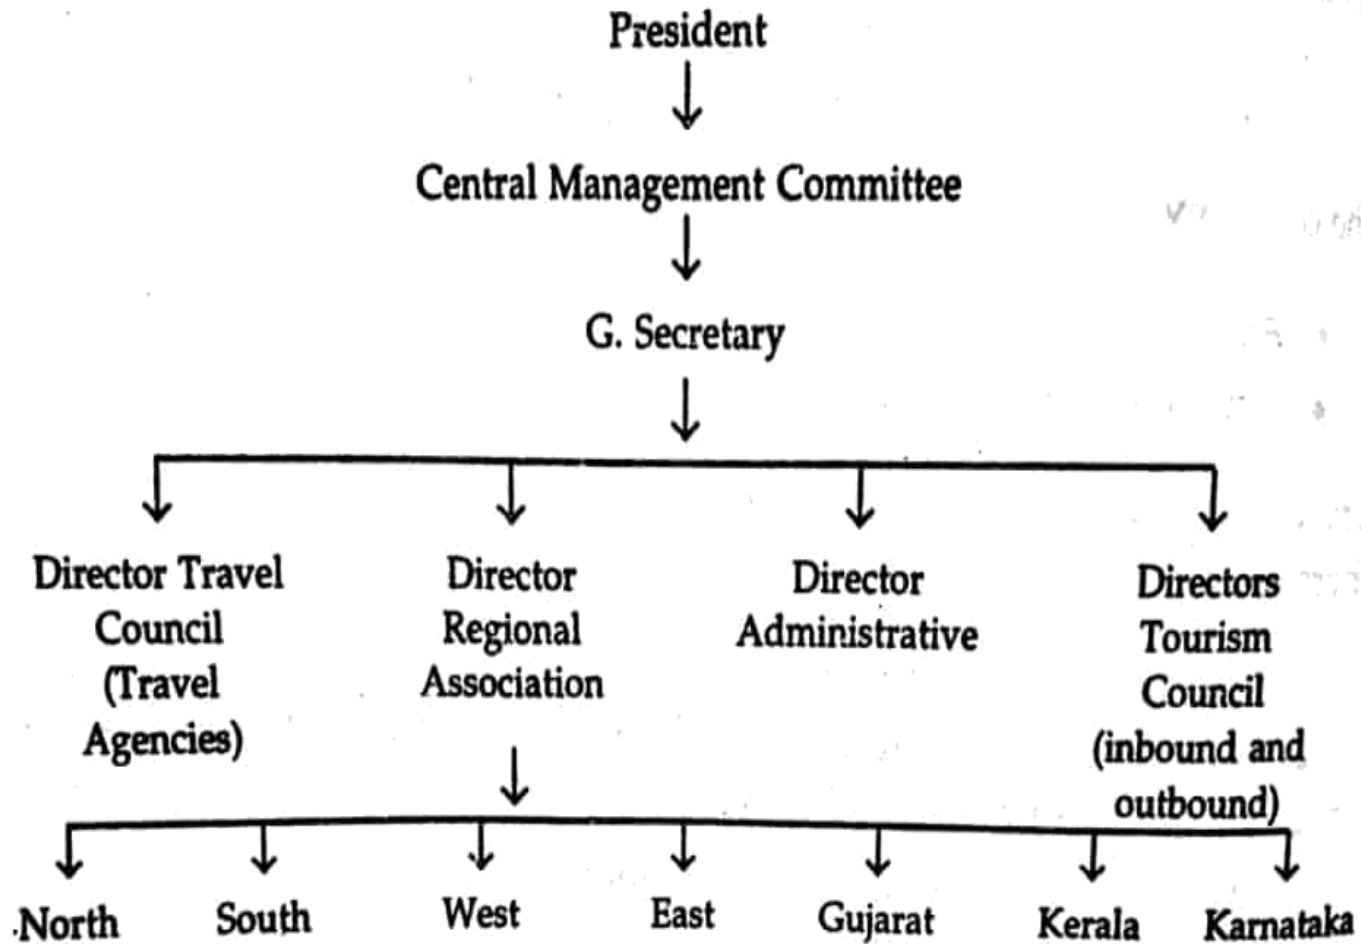 President
Central Management Committee
G. Secretary
Director Travel
Council
(Travel
Agencies)
Director
Regional
Association
Director
Administrative
Directors
Tourism
Council
(inbound and
outbound)
North
South
West
East
Gujarat
Kerala
Karnataka